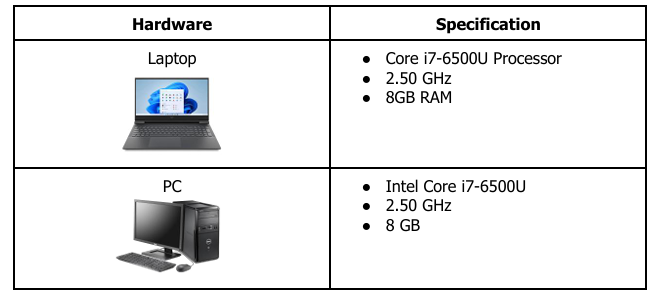 Hardware
Specification
Laptop
● Core i7-6500U Processor
● 2.50 GHz
● 8GB RAM
PC
● Intel Core i7-6500U
● 2.50 GHz
● 8 GB